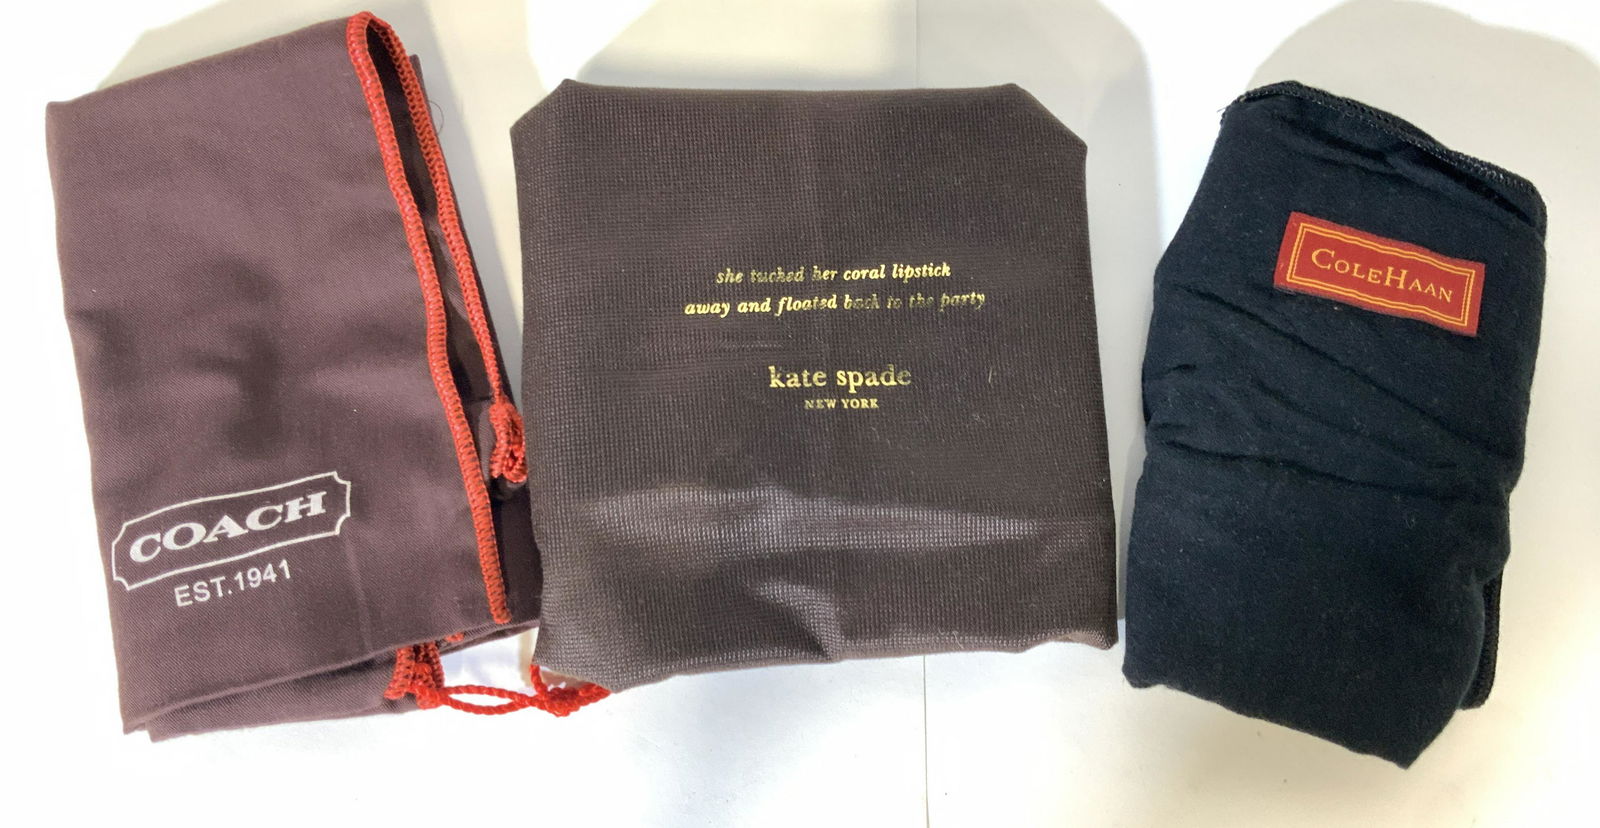 COACH
EST.1941
she tucked her coral lipstick
away and floated back to the party
kate spade
NEW YORK
COLEHAAN